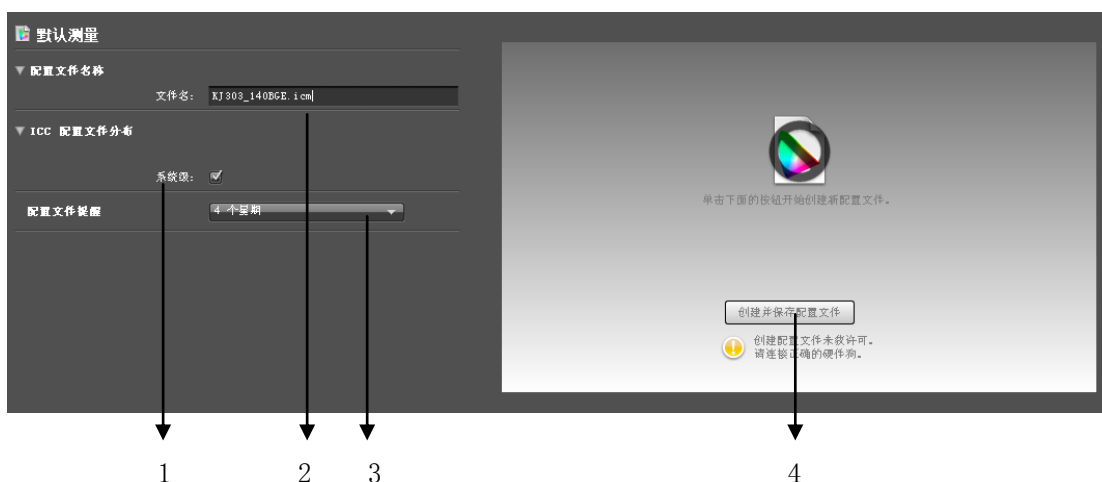 默认测量
配置文件名称
文件名: KJ303_140BGE.icm
ICC 配置文件分布
系统级:
配置文件提醒 4 个星期
单击下面的按钮开始创建新配置文件。
创建并保存配置文件
创建配置文件未获许可。
请连接正确的硬件狗。
1 2 3 4